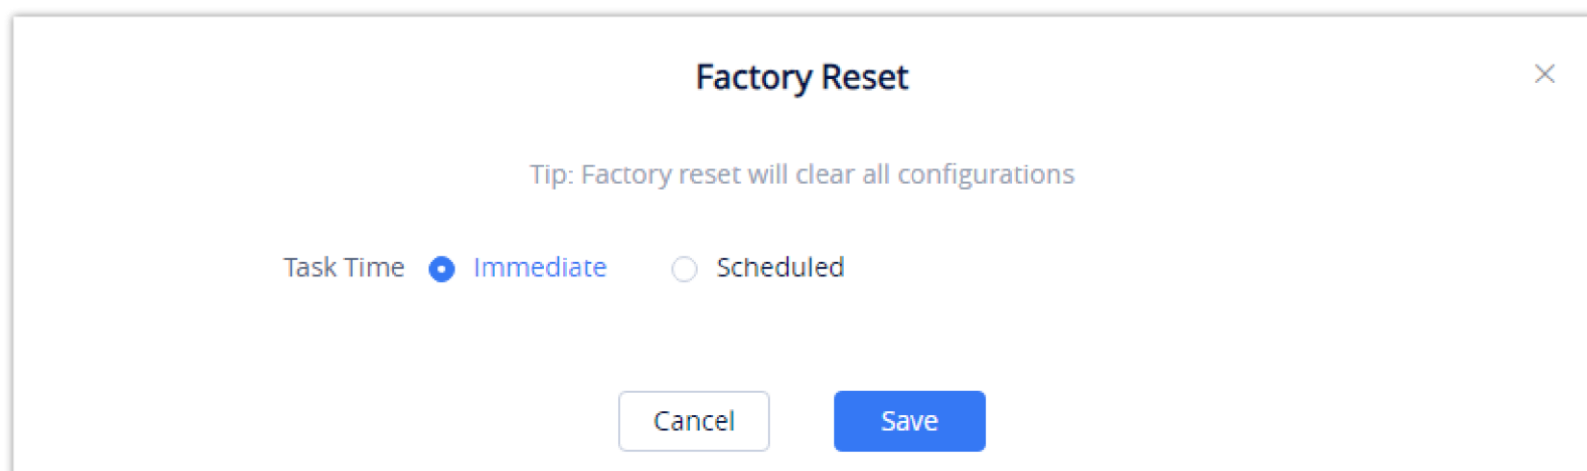 Factory Reset
Tip: Factory reset will clear all configurations
Task Time Immediate Scheduled
Cancel Save